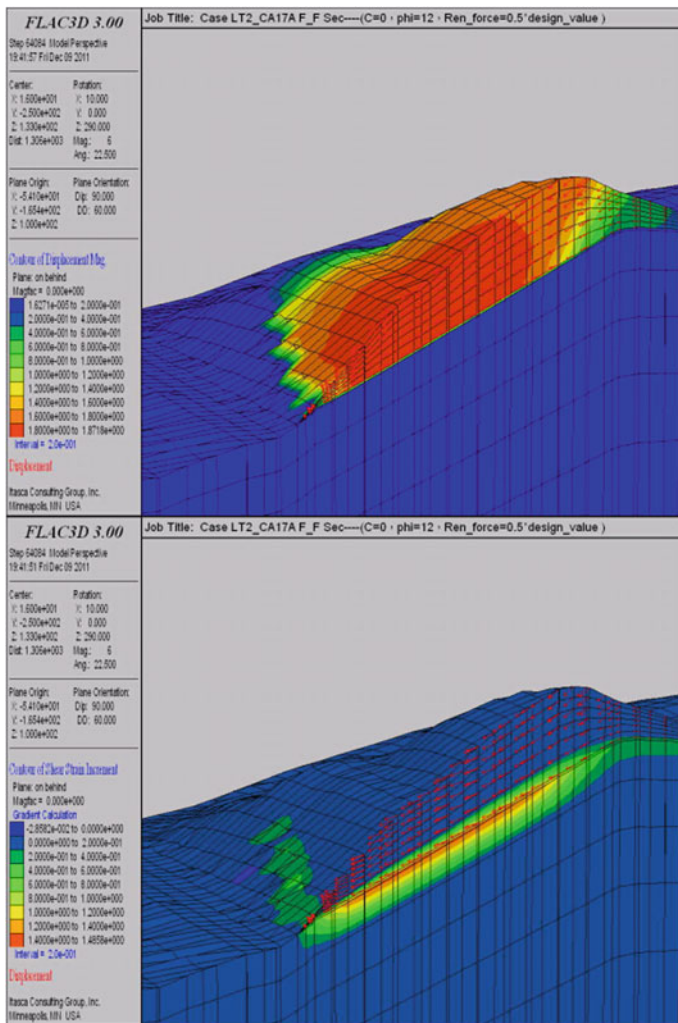 FLAC3D 3.00
Step 64084 Model Perspective
19:41:57 Fri Dec 09 2011
Center:
X: 1.600e+001
Y: -2.500e+002
Z: 1.330e+002
Dist: 1.306e+003
Rotation:
X: 10.000
Y: 0.000
Z: 290.000
Mag.: 6
Ang.: 22.500
Plane Origin:
X: -5.410e+001
Y: -1.654e+002
Z: 1.000e+002
Plane Orientation:
Dip: 90.000
DD: 60.000
Contour of Displacement Mag.
Plane: on behind
Magfac = 0.000e+000
1.6271e-005 to 2.0000e-001
2.0000e-001 to 4.0000e-001
4.0000e-001 to 6.0000e-001
6.0000e-001 to 8.0000e-001
8.0000e-001 to 1.0000e+000
1.0000e+000 to 1.2000e+000
1.2000e+000 to 1.4000e+000
1.4000e+000 to 1.6000e+000
1.6000e+000 to 1.8000e+000
1.8000e+000 to 1.8718e+000
Interval = 2.0e-001
Displacement
Itasca Consulting Group, Inc.
Minneapolis, MN USA
Job Title: Case LT2_CA17A F_F Sec----(C=0 , phi=12 , Ren_force=0.5*design_value )
FLAC3D 3.00
Step 64084 Model Perspective
19:41:51 Fri Dec 09 2011
Center:
X: 1.600e+001
Y: -2.500e+002
Z: 1.330e+002
Dist: 1.306e+003
Rotation:
X: 10.000
Y: 0.000
Z: 290.000
Mag.: 6
Ang.: 22.500
Plane Origin:
X: -5.410e+001
Y: -1.654e+002
Z: 1.000e+002
Plane Orientation:
Dip: 90.000
DD: 60.000
Contour of Shear Strain Increment
Plane: on behind
Magfac = 0.000e+000
Gradient Calculation
-2.8582e-002 to 0.0000e+000
0.0000e+000 to 2.0000e-001
2.0000e-001 to 4.0000e-001
4.0000e-001 to 6.0000e-001
6.0000e-001 to 8.0000e-001
8.0000e-001 to 1.0000e+000
1.0000e+000 to 1.2000e+000
1.2000e+000 to 1.4000e+000
1.4000e+000 to 1.4858e+000
Interval = 2.0e-001
Displacement
Itasca Consulting Group, Inc.
Minneapolis, MN USA
Job Title: Case LT2_CA17A F_F Sec----(C=0 , phi=12 , Ren_force=0.5*design_value )